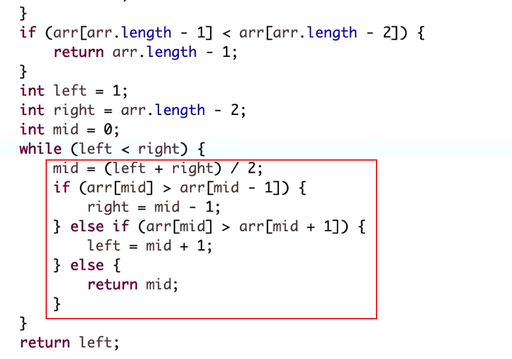 }
if (arr[arr.length - 1] < arr[arr.length - 2]) {
    return arr.length - 1;
}
int left = 1;
int right = arr.length - 2;
int mid = 0;
while (left < right) {
    mid = (left + right) / 2;
    if (arr[mid] > arr[mid - 1]) {
        right = mid - 1;
    } else if (arr[mid] > arr[mid + 1]) {
        left = mid + 1;
    } else {
        return mid;
    }
}
return left;